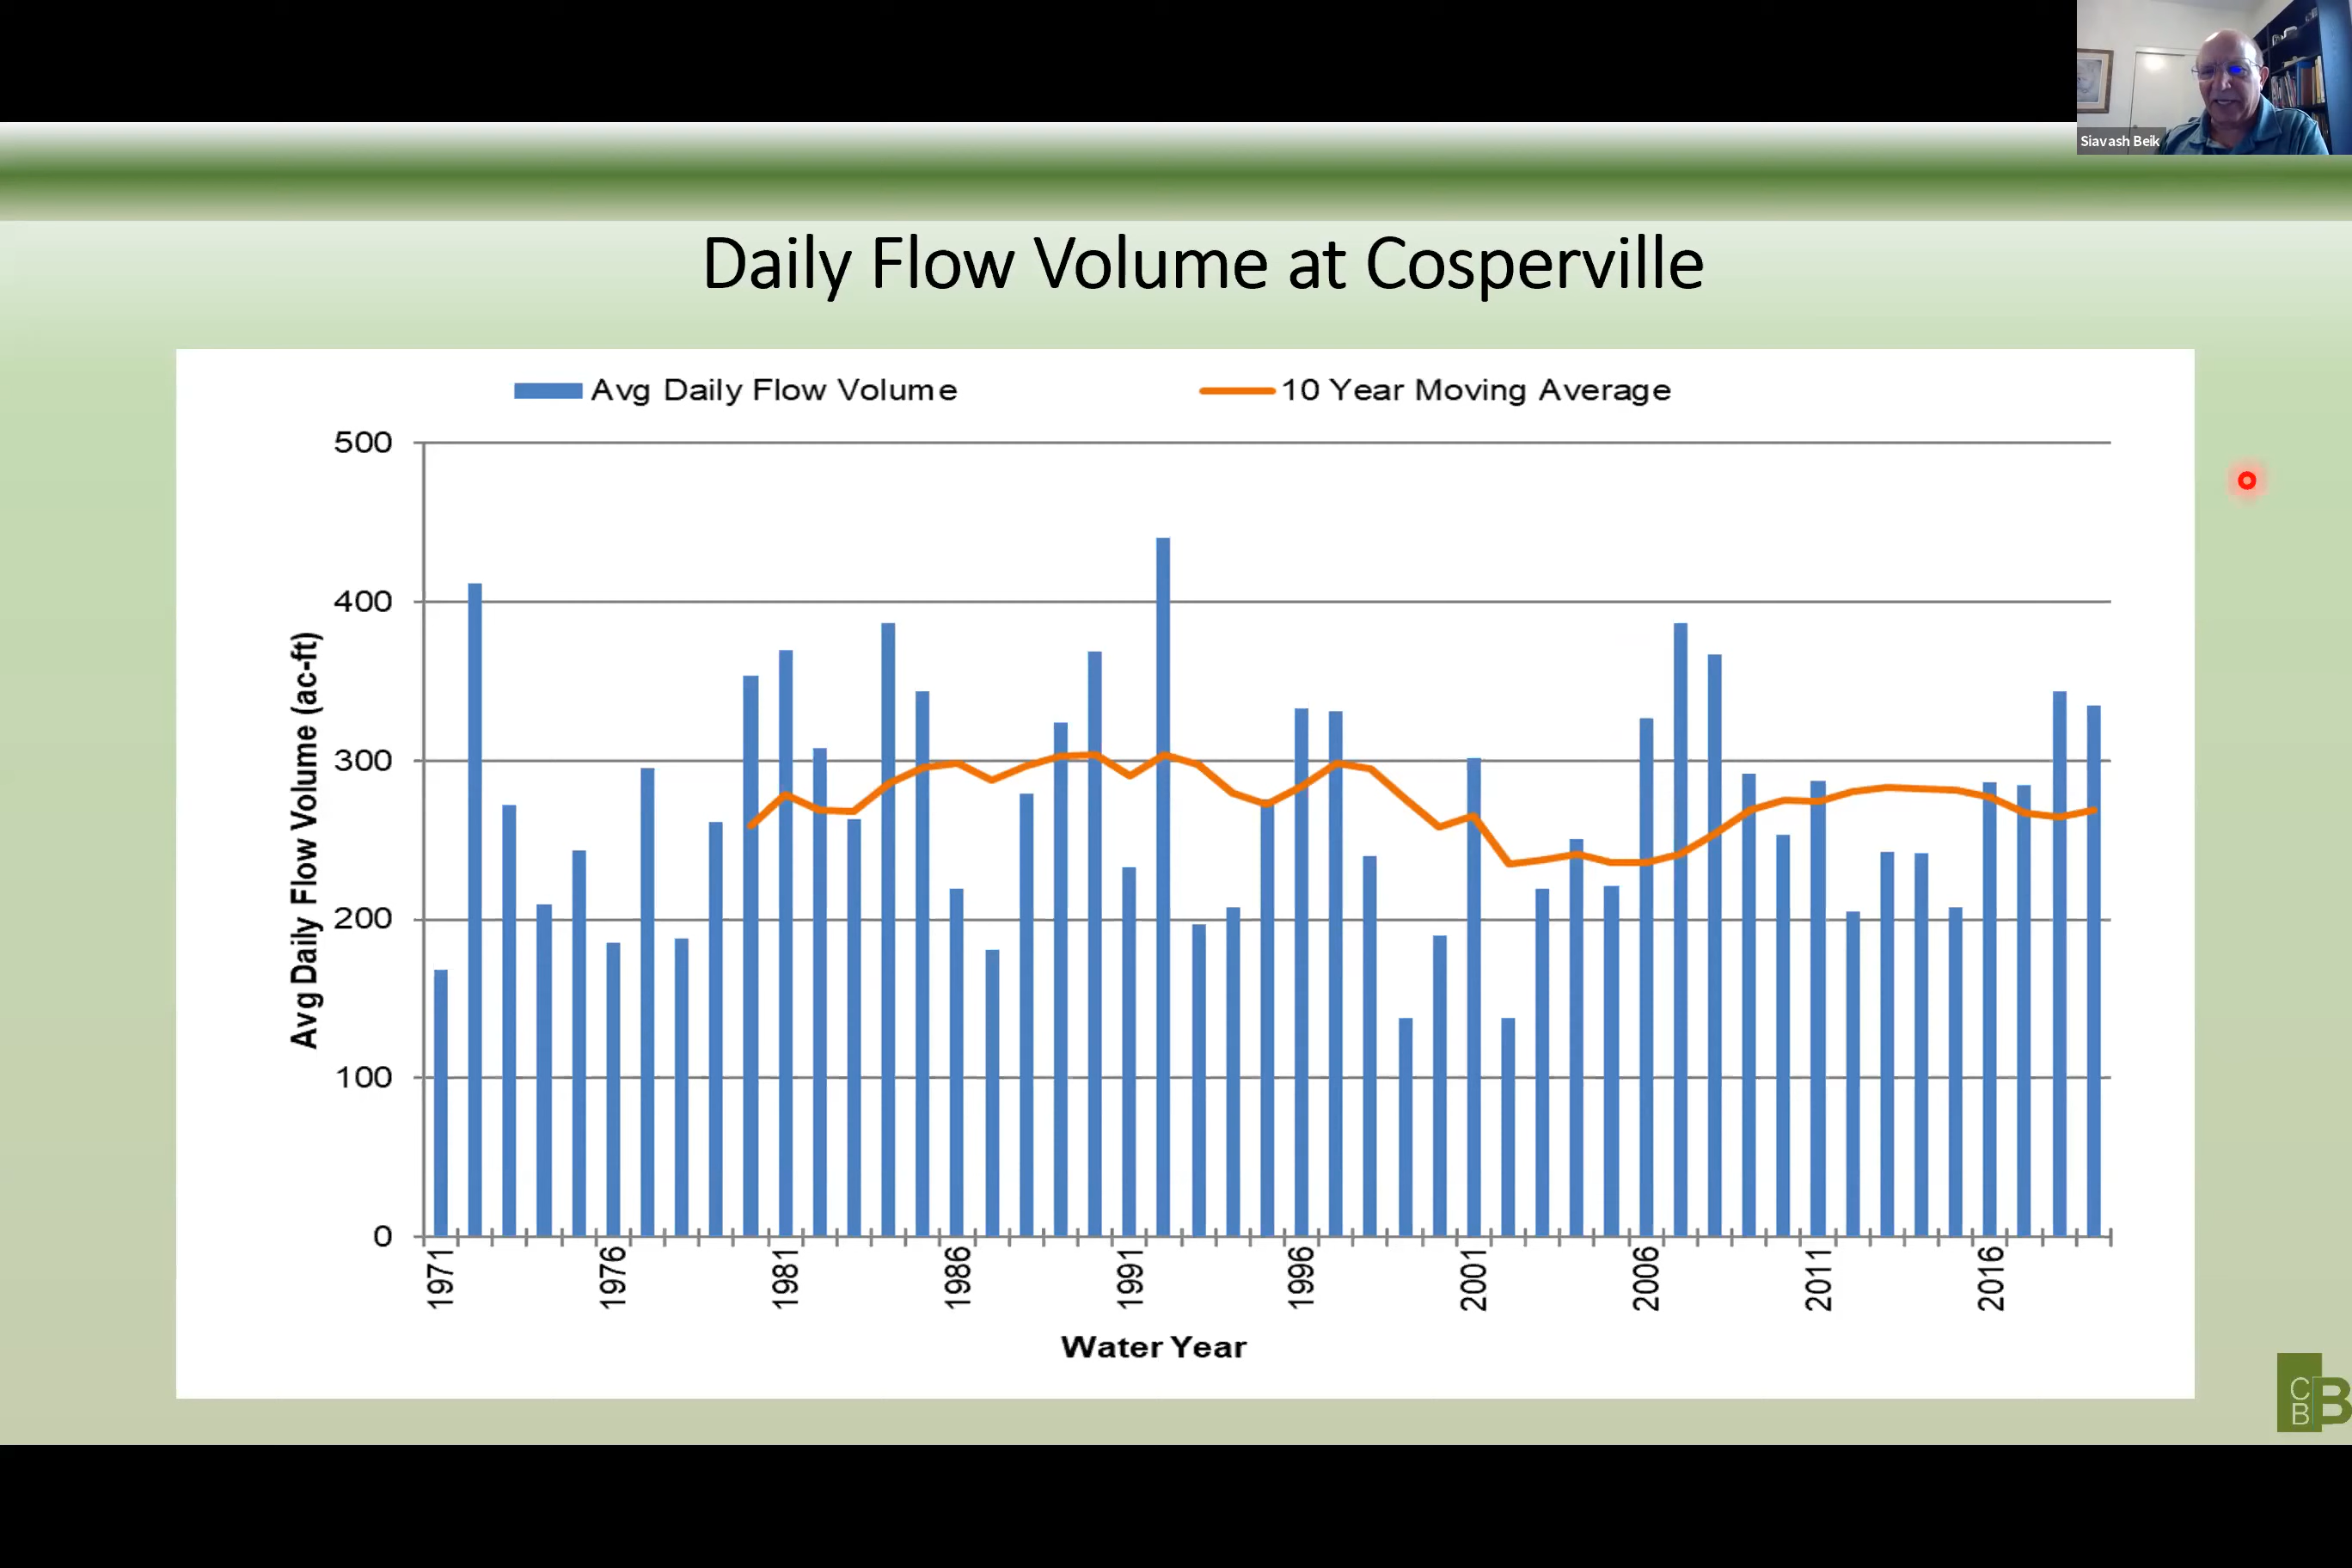 Siavash Beik
Daily Flow Volume at Cosperville
Avg Daily Flow Volume
10 Year Moving Average
500
400
300
200
100
0
Avg Daily Flow Volume (ac-ft)
1971
1976
1981
1986
1991
1996
2001
2006
2011
2016
Water Year
C
B
B